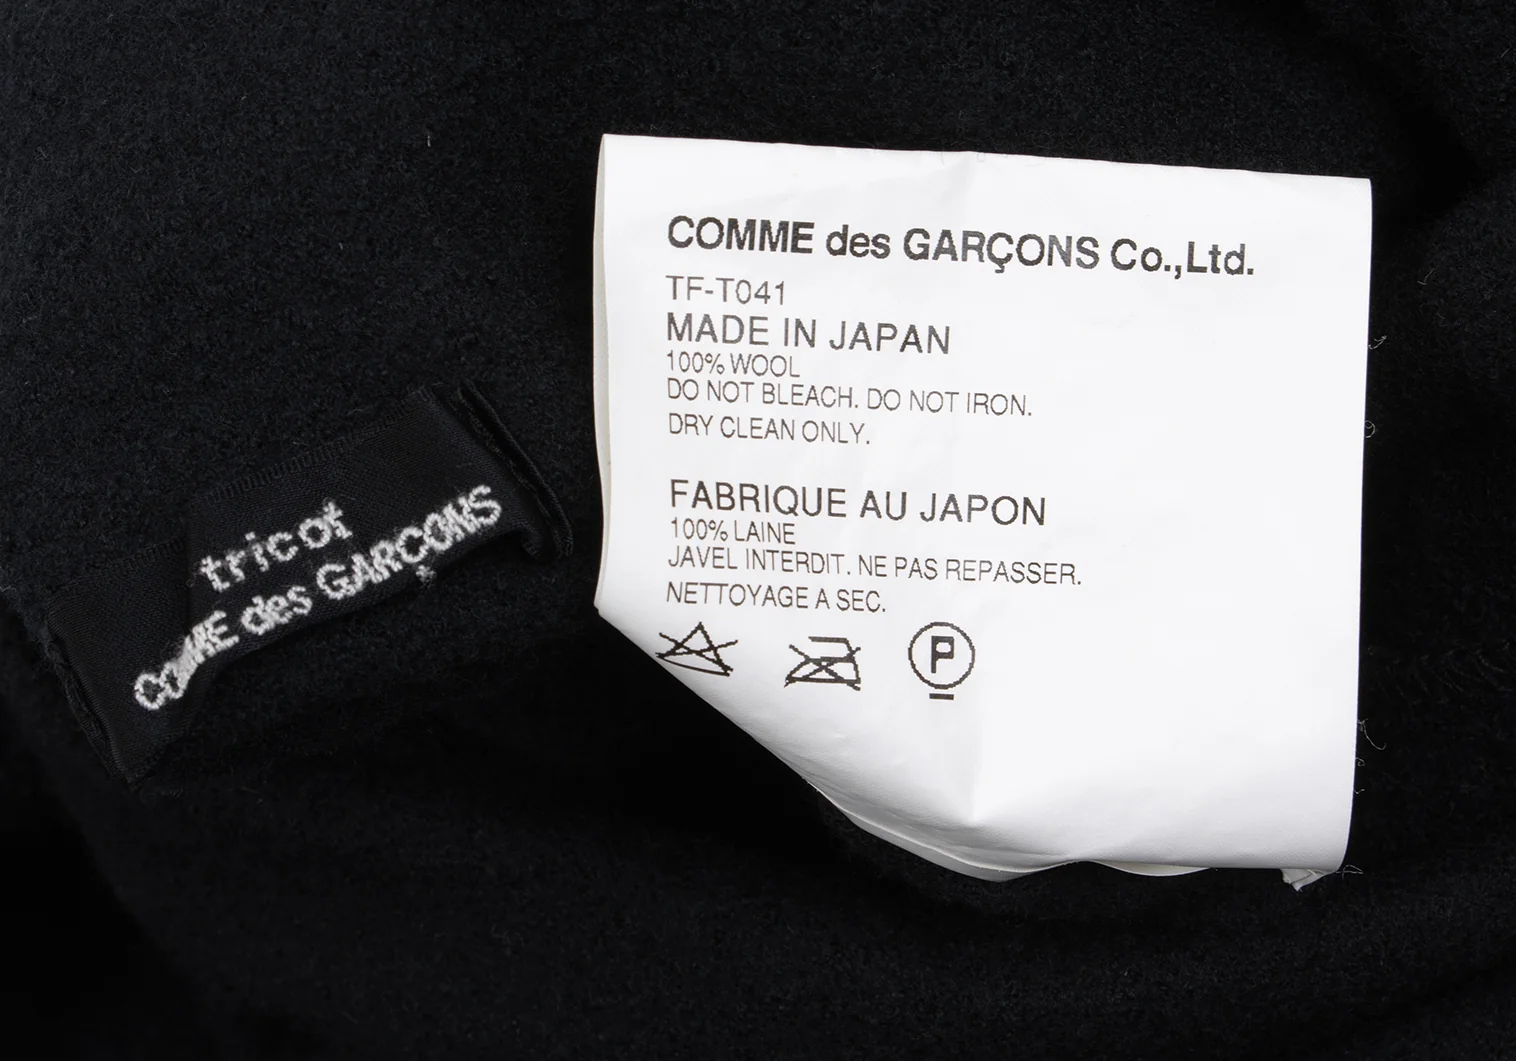 tricot
COMME des GARÇONS
COMME des GARÇONS Co.,Ltd.
TF-T041
MADE IN JAPAN
100% WOOL
DO NOT BLEACH. DO NOT IRON.
DRY CLEAN ONLY.
FABRIQUE AU JAPON
100% LAINE
JAVEL INTERDIT. NE PAS REPASSER.
NETTOYAGE A SEC.
P